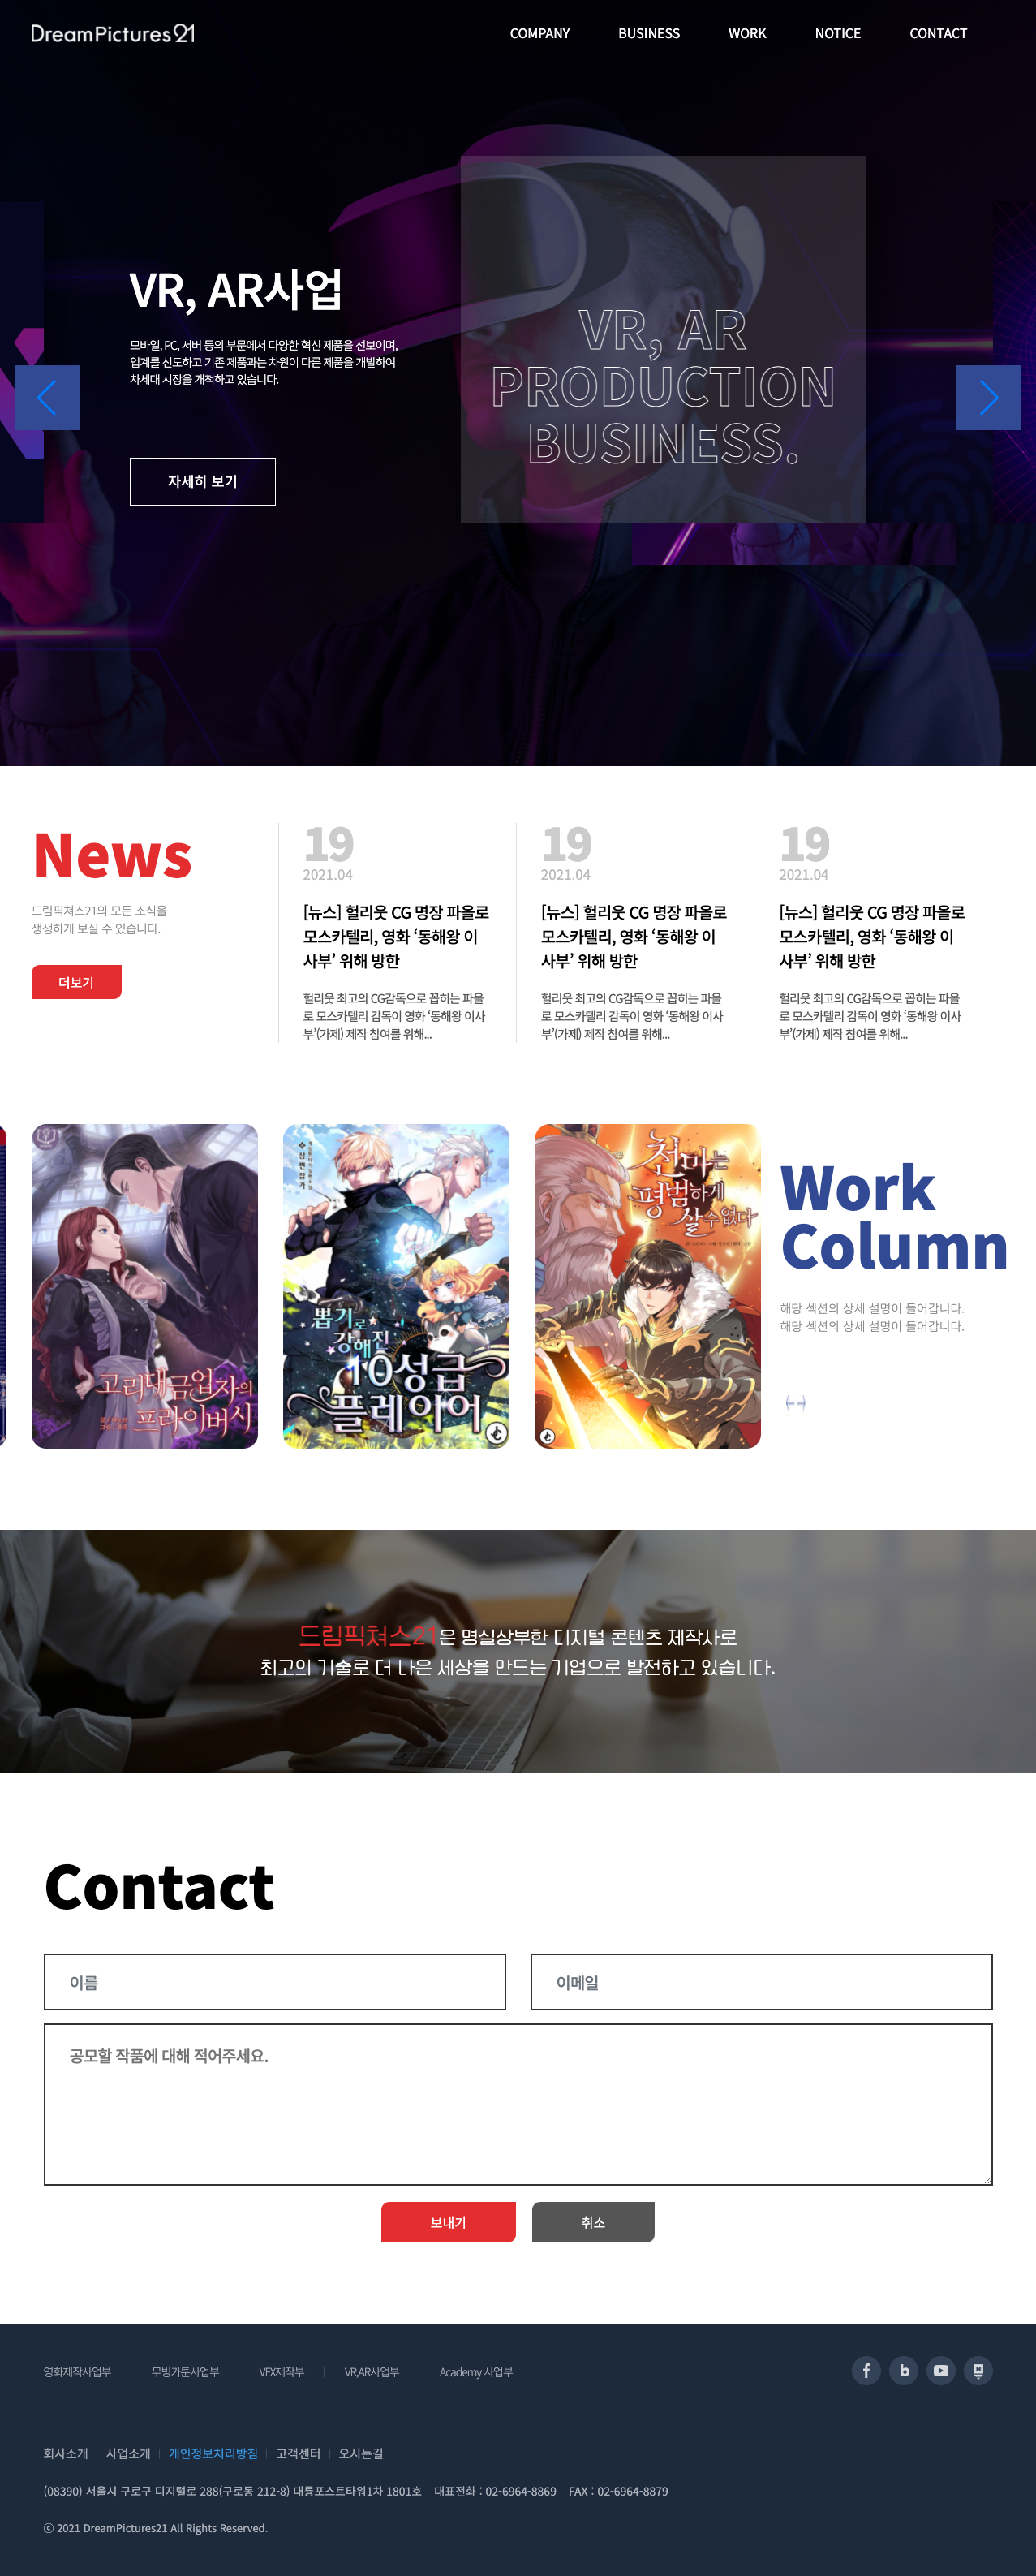 DreamPictures21
COMPANY
BUSINESS
WORK
NOTICE
CONTACT
VR, AR사업
모바일, PC, 서버 등의 부문에서 다양한 혁신 제품을 선보이며,
업계를 선도하고 기존 제품과는 차원이 다른 제품을 개발하여
차세대 시장을 개척하고 있습니다.
자세히 보기
VR, AR
PRODUCTION
BUSINESS.
News
드림픽쳐스21의 모든 소식을
생생하게 보실 수 있습니다.
더보기
19
2021.04
[뉴스] 헐리웃 CG 명장 파올로
모스카텔리, 영화 ‘동해왕 이
사부’ 위해 방한
헐리웃 최고의 CG감독으로 꼽히는 파올
로 모스카텔리 감독이 영화 ‘동해왕 이사
부’(가제) 제작 참여를 위해...
19
2021.04
[뉴스] 헐리웃 CG 명장 파올로
모스카텔리, 영화 ‘동해왕 이
사부’ 위해 방한
헐리웃 최고의 CG감독으로 꼽히는 파올
로 모스카텔리 감독이 영화 ‘동해왕 이사
부’(가제) 제작 참여를 위해...
19
2021.04
[뉴스] 헐리웃 CG 명장 파올로
모스카텔리, 영화 ‘동해왕 이
사부’ 위해 방한
헐리웃 최고의 CG감독으로 꼽히는 파올
로 모스카텔리 감독이 영화 ‘동해왕 이사
부’(가제) 제작 참여를 위해...
고리대금업자의
프라이버시
뽑기로
강해진
10성급
플레이어
천마는
평범하게
살 수 없다
Work
Column
해당 섹션의 상세 설명이 들어갑니다.
해당 섹션의 상세 설명이 들어갑니다.
드림픽쳐스21은 명실상부한 디지털 콘텐츠 제작사로
최고의 기술로 더 나은 세상을 만드는 기업으로 발전하고 있습니다.
Contact
이름
이메일
공모할 작품에 대해 적어주세요.
보내기
취소
영화제작사업부
무빙카툰사업부
VFX제작부
VR,AR사업부
Academy 사업부
회사소개
사업소개
개인정보처리방침
고객센터
오시는길
(08390) 서울시 구로구 디지털로 288(구로동 212-8) 대륭포스트타워1차 1801호 대표전화 : 02-6964-8869 FAX : 02-6964-8879
ⓒ 2021 DreamPictures21 All Rights Reserved.